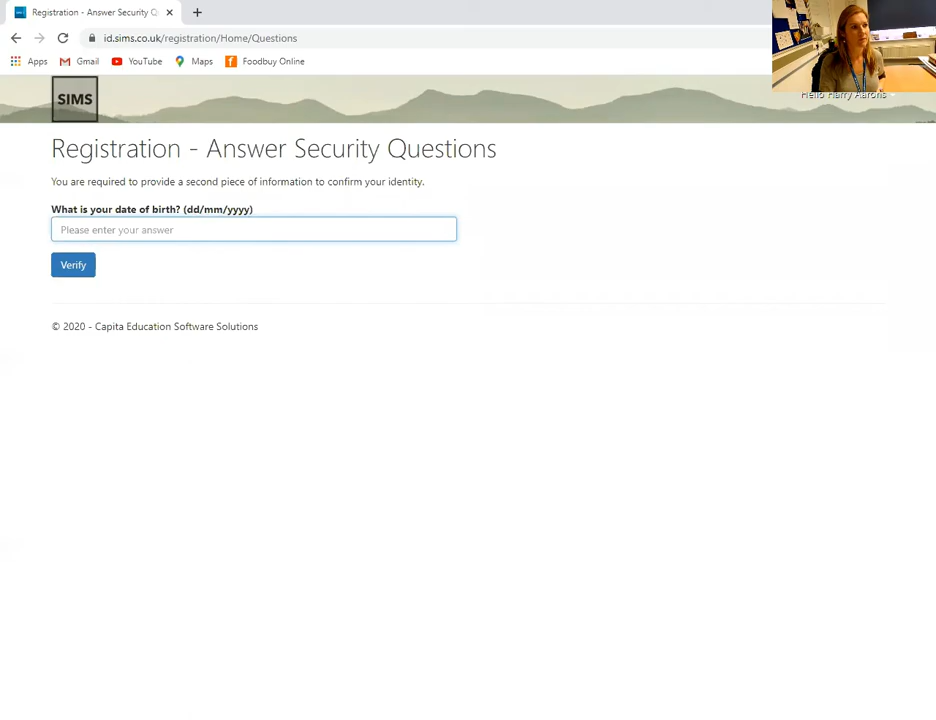 Registration - Answer Security Q
id.sims.co.uk/registration/Home/Questions
Apps Gmail YouTube Maps Foodbuy Online
SIMS
Hello Harry Aarons
Registration - Answer Security Questions
You are required to provide a second piece of information to confirm your identity.
What is your date of birth? (dd/mm/yyyy)
Please enter your answer
Verify
© 2020 - Capita Education Software Solutions